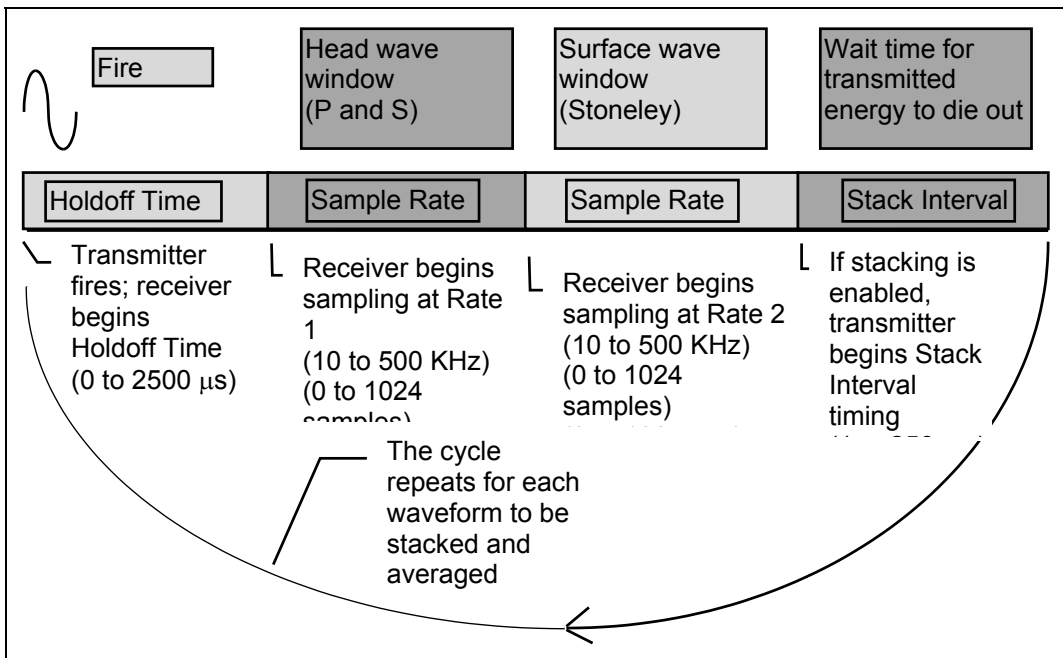 Fire
Head wave
window
(P and S)
Surface wave
window
(Stoneley)
Wait time for
transmitted
energy to die out
Holdoff Time
Sample Rate
Sample Rate
Stack Interval
Transmitter
fires; receiver
begins
Holdoff Time
(0 to 2500 µs)
Receiver begins
sampling at Rate
1
(10 to 500 KHz)
(0 to 1024
samples)
Receiver begins
sampling at Rate 2
(10 to 500 KHz)
(0 to 1024
samples)
If stacking is
enabled,
transmitter
begins Stack
Interval
timing
The cycle
repeats for each
waveform to be
stacked and
averaged